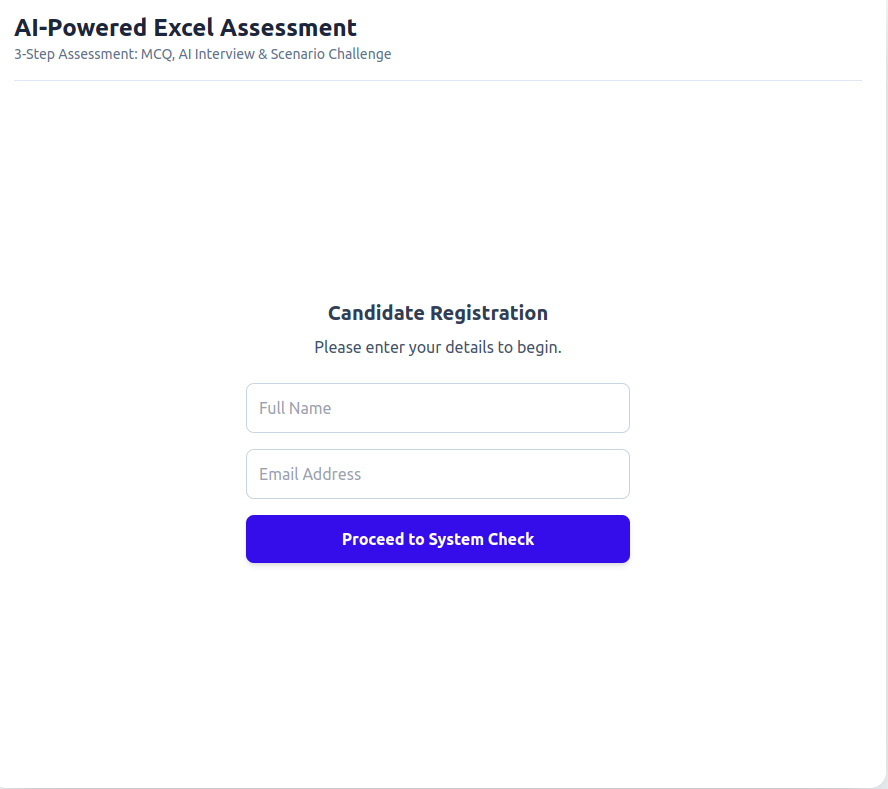 AI-Powered Excel Assessment
3-Step Assessment: MCQ, AI Interview & Scenario Challenge
Candidate Registration
Please enter your details to begin.
Full Name
Email Address
Proceed to System Check